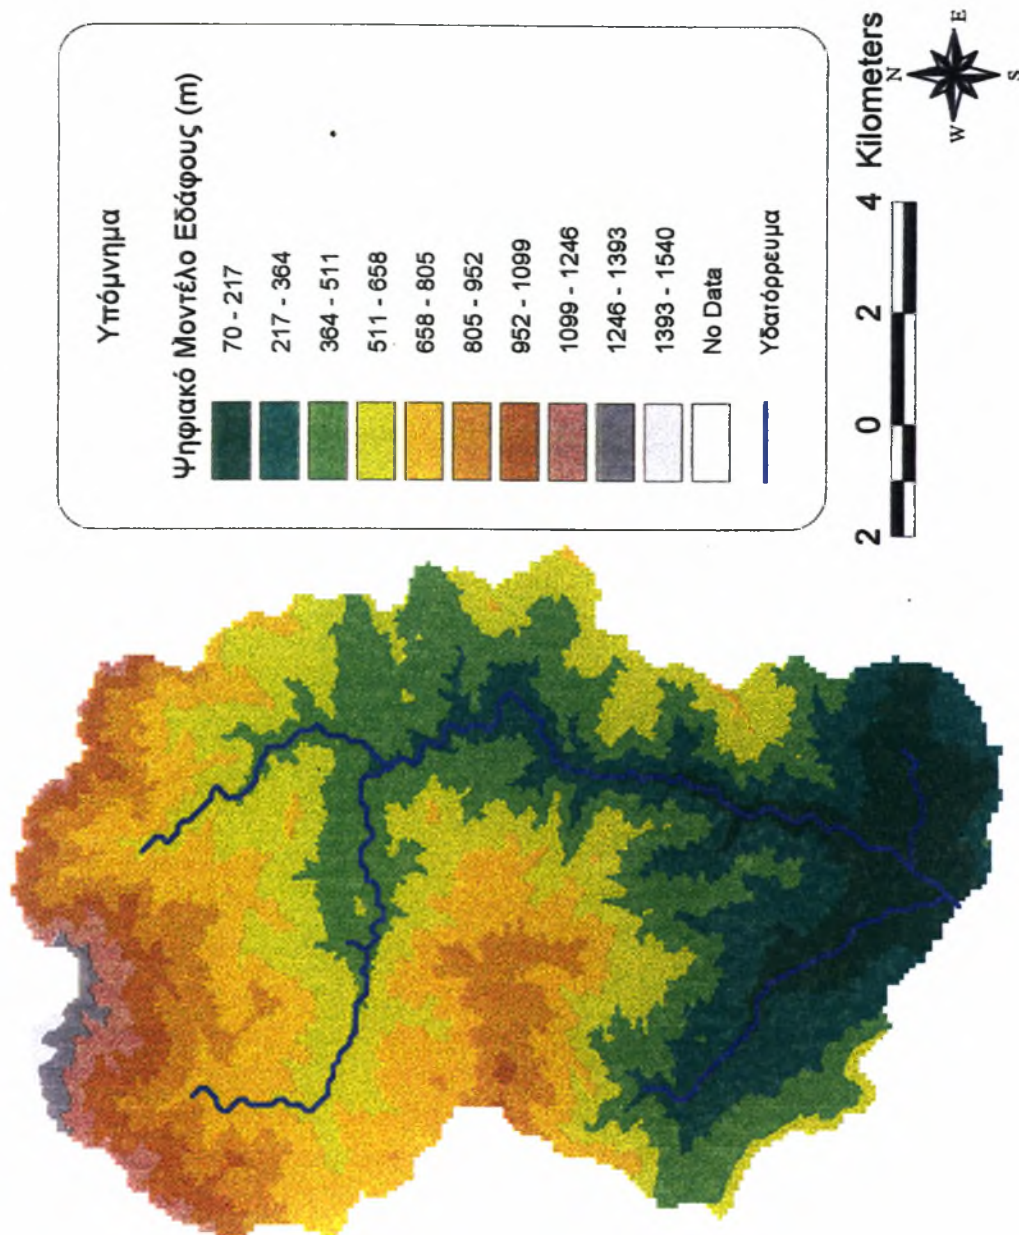 Υπόμνημα
Ψηφιακό Μοντέλο Εδάφους (m)
70 - 217
217 - 364
364 - 511
511 - 658
658 - 805
805 - 952
952 - 1099
1099 - 1246
1246 - 1393
1393 - 1540
No Data
Υδατόρρευμα
2 0 2 4 Kilometers
N
W E
S